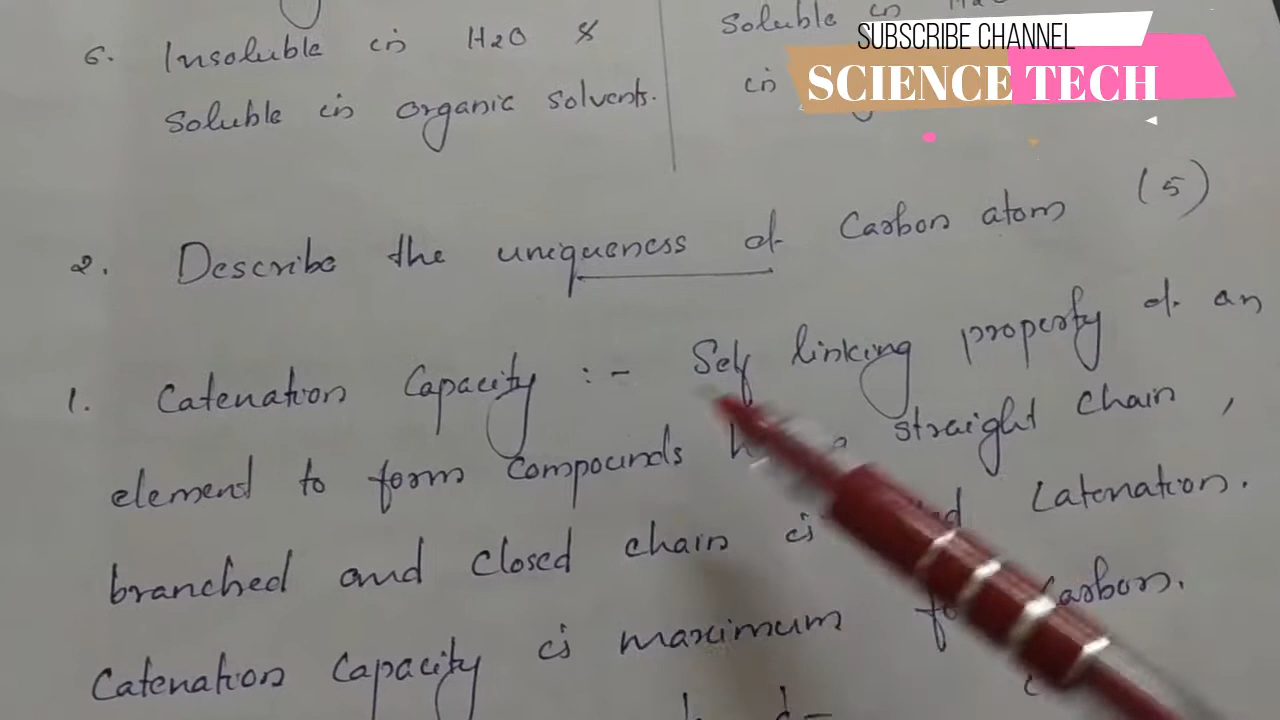 6. Insoluble in H2O &
soluble in organic solvents.
Soluble in
in
SUBSCRIBE CHANNEL
SCIENCE TECH
2. Describe the uniqueness of Carbon atom (5)
1. Catenation Capacity :- Self linking property of an
element to form compounds straight chain,
branched and closed chain is Catenation.
Catenation Capacity is maximum for Carbon.